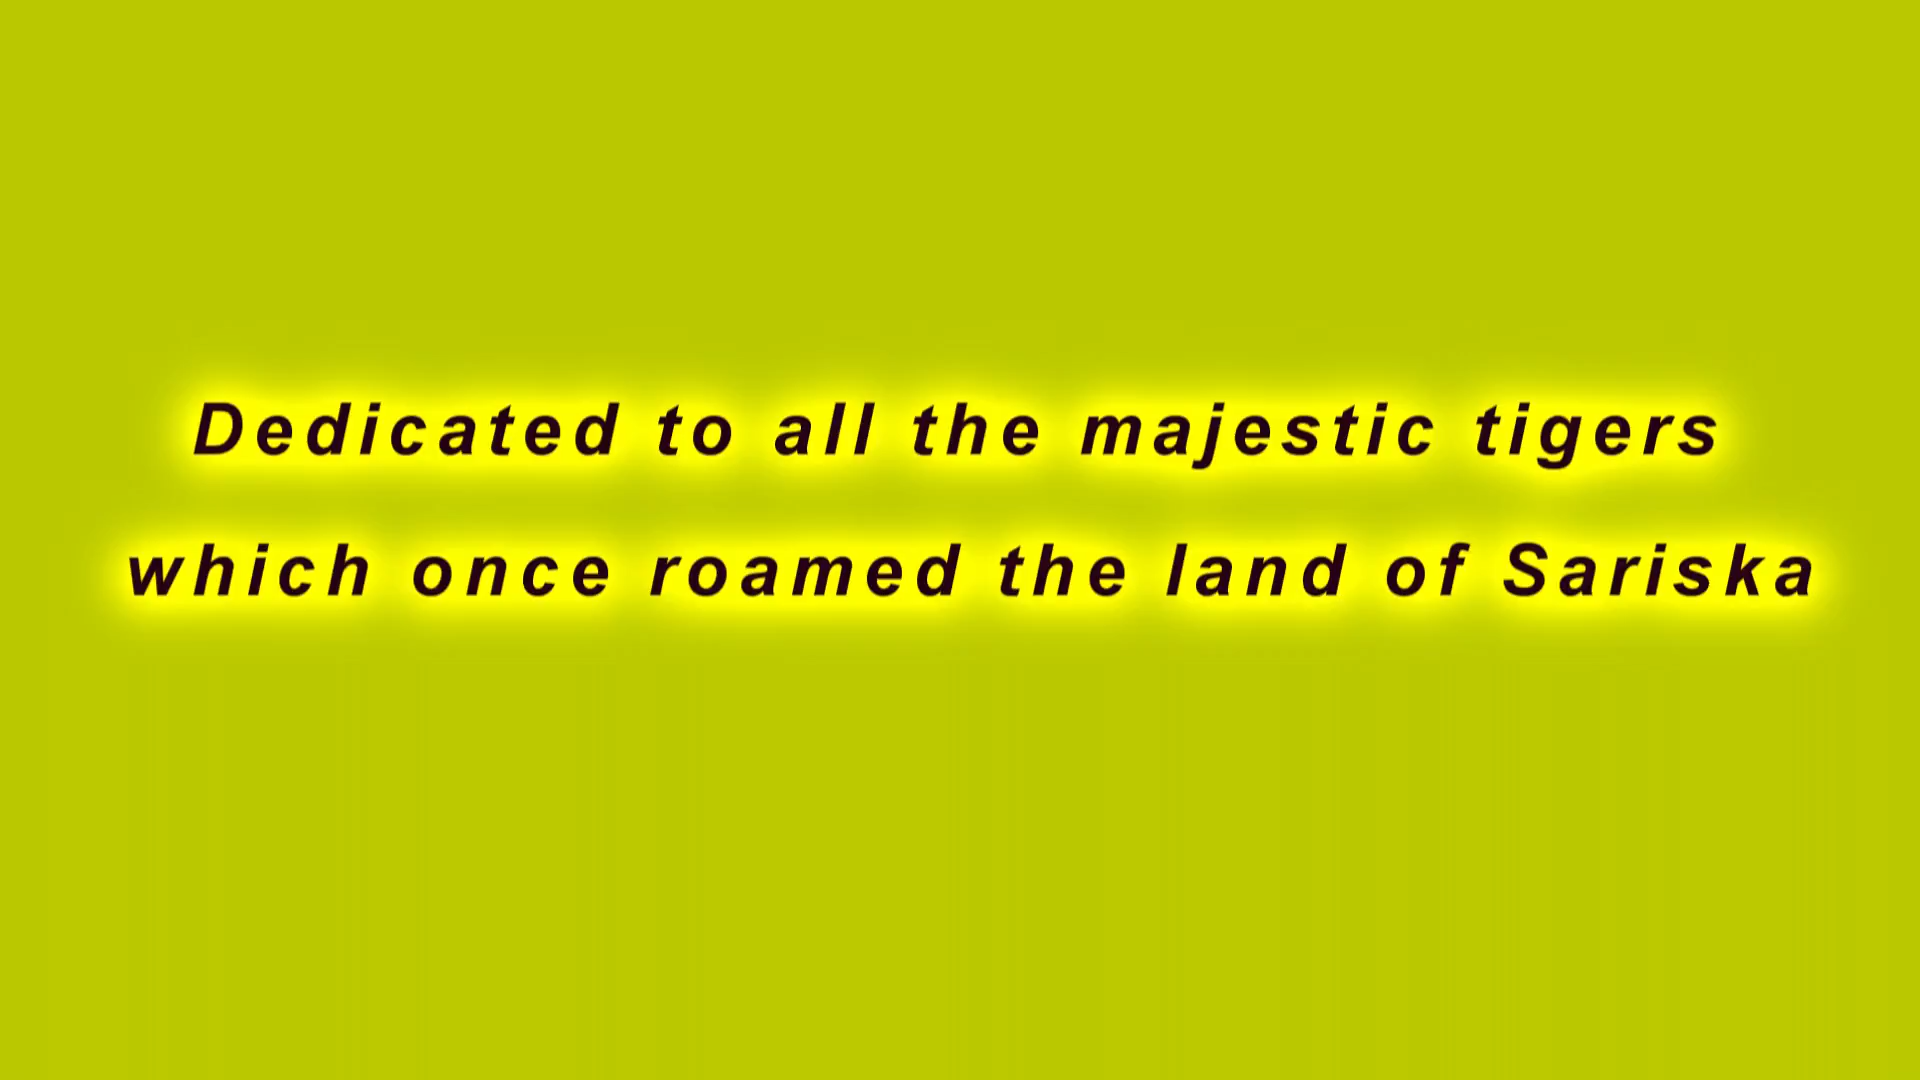 Dedicated to all the majestic tigers
which once roamed the land of Sariska